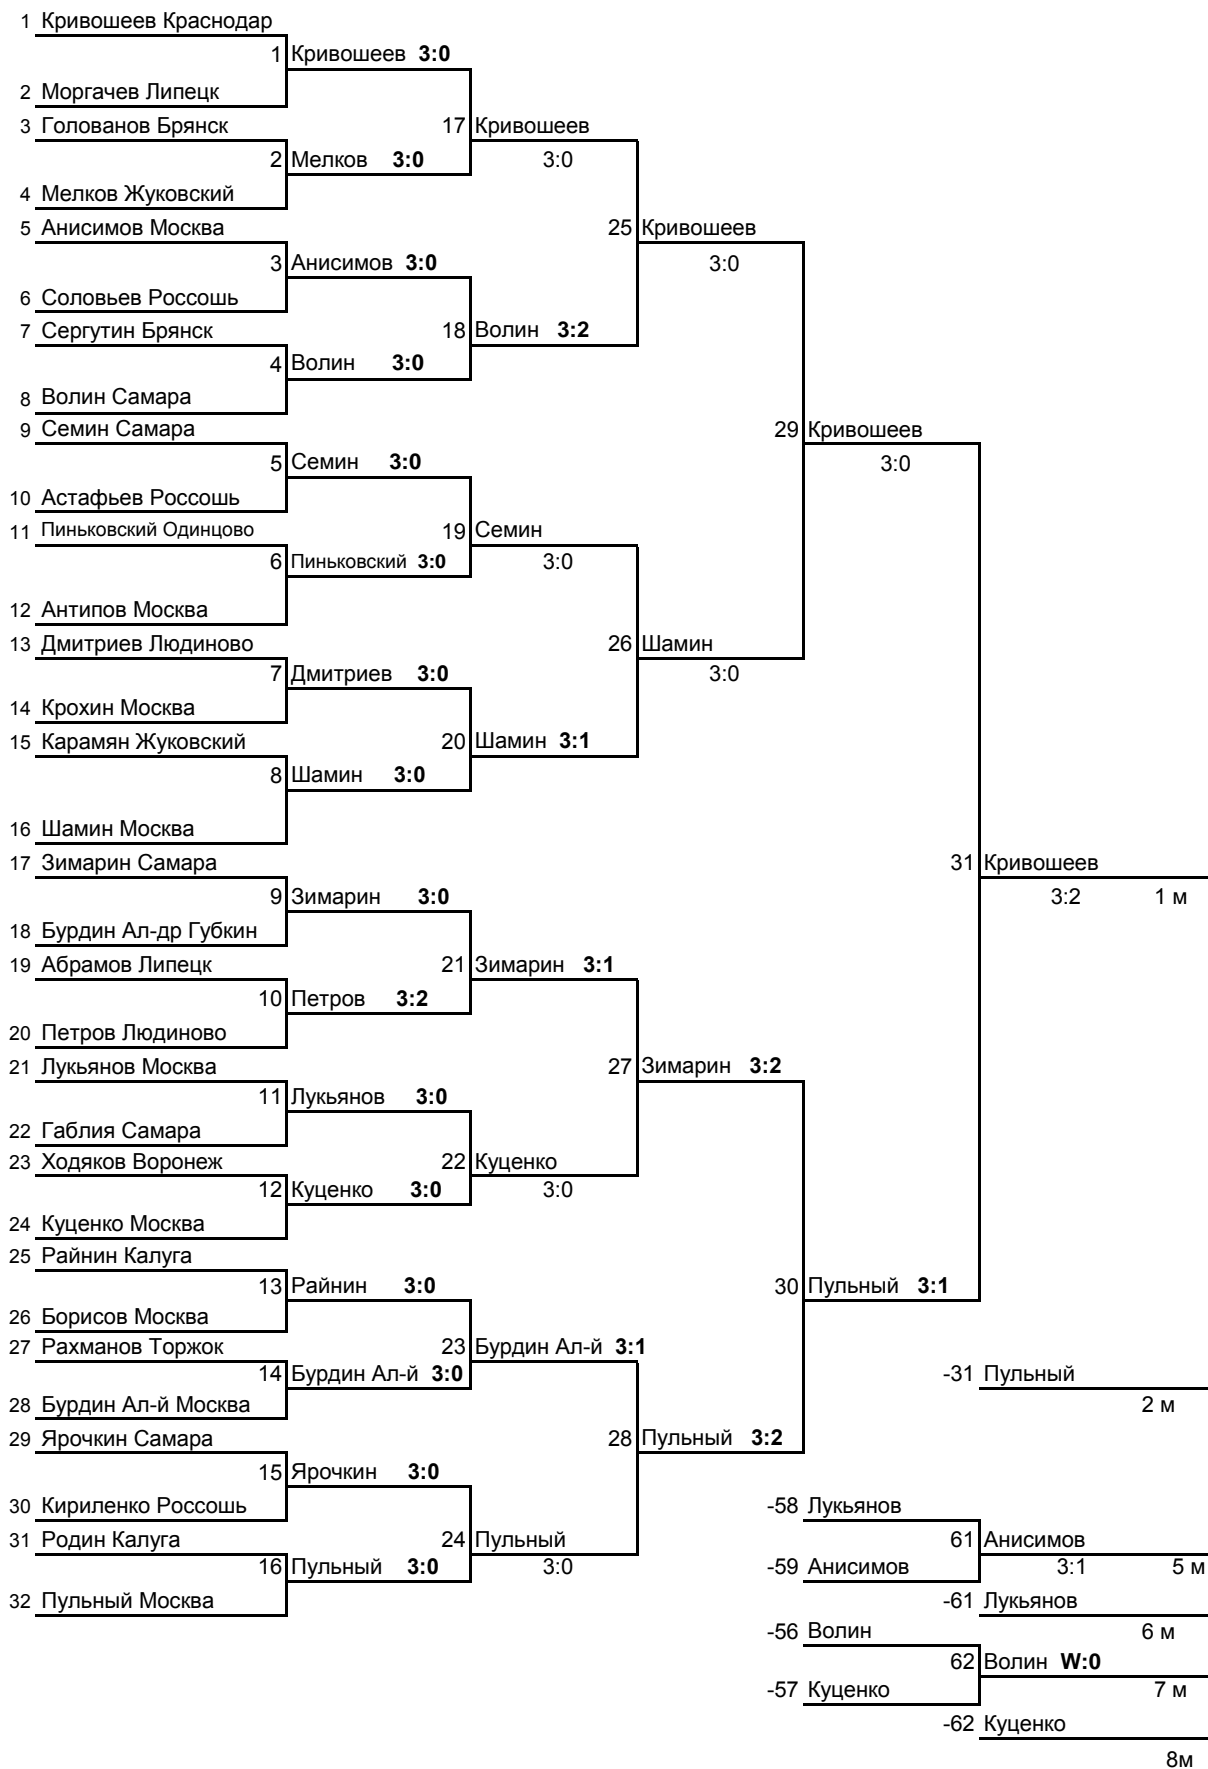 1 Кривошеев Краснодар
1 Кривошеев 3:0
2 Моргачев Липецк
3 Голованов Брянск
17 Кривошеев
2 Мелков 3:0
3:0
4 Мелков Жуковский
5 Анисимов Москва
25 Кривошеев
3 Анисимов 3:0
3:0
6 Соловьев Россошь
7 Сергутин Брянск
18 Волин 3:2
4 Волин 3:0
8 Волин Самара
9 Семин Самара
29 Кривошеев
5 Семин 3:0
3:0
10 Астафьев Россошь
11 Пиньковский Одинцово
19 Семин
6 Пиньковский 3:0
3:0
12 Антипов Москва
13 Дмитриев Людиново
26 Шамин
7 Дмитриев 3:0
3:0
14 Крохин Москва
15 Карамян Жуковский
20 Шамин 3:1
8 Шамин 3:0
16 Шамин Москва
17 Зимарин Самара
31 Кривошеев
9 Зимарин 3:0
3:2 1 м
18 Бурдин Ал-др Губкин
19 Абрамов Липецк
21 Зимарин 3:1
10 Петров 3:2
20 Петров Людиново
21 Лукьянов Москва
27 Зимарин 3:2
11 Лукьянов 3:0
22 Габлия Самара
23 Ходяков Воронеж
22 Куценко
12 Куценко 3:0
3:0
24 Куценко Москва
25 Райнин Калуга
13 Райнин 3:0
30 Пульный 3:1
26 Борисов Москва
27 Рахманов Торжок
23 Бурдин Ал-й 3:1
14 Бурдин Ал-й 3:0
-31 Пульный
28 Бурдин Ал-й Москва
2 м
29 Ярочкин Самара
28 Пульный 3:2
15 Ярочкин 3:0
30 Кириленко Россошь
-58 Лукьянов
31 Родин Калуга
24 Пульный
61 Анисимов
16 Пульный 3:0
3:0
-59 Анисимов
3:1 5 м
32 Пульный Москва
-61 Лукьянов
-56 Волин
6 м
62 Волин W:0
-57 Куценко
7 м
-62 Куценко
8м